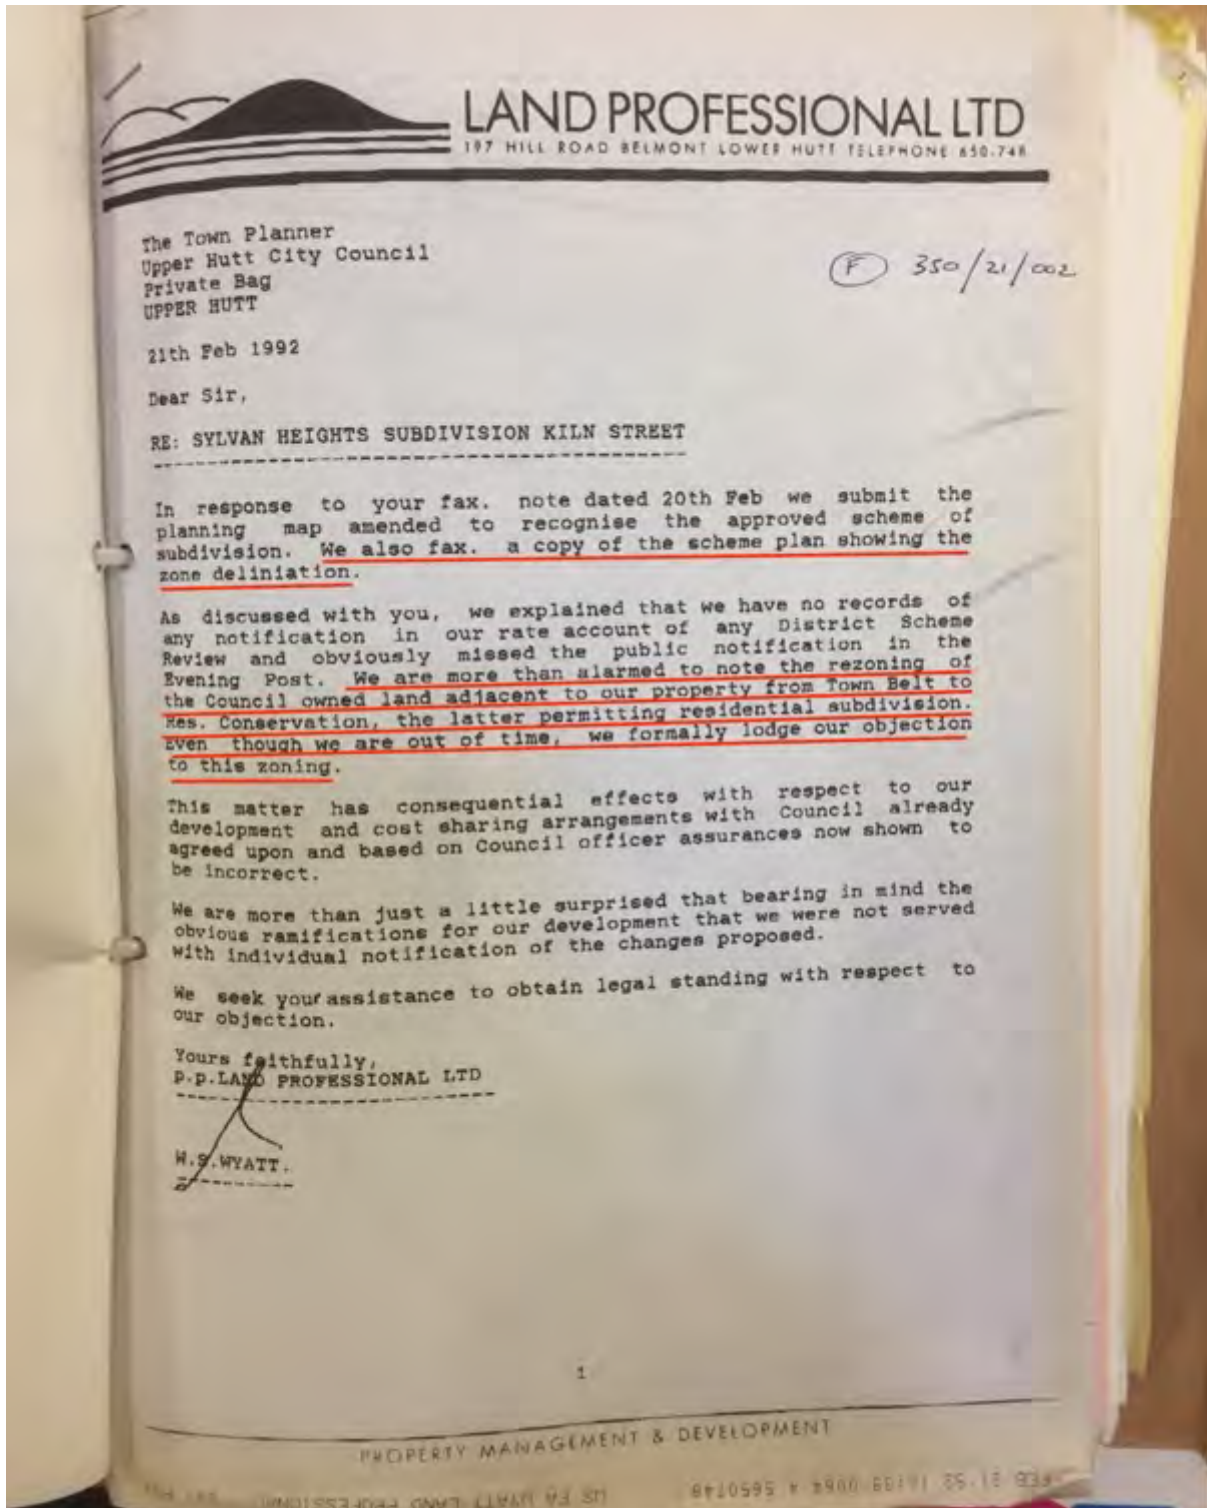 LAND PROFESSIONAL LTD
197 HILL ROAD BELMONT LOWER HUTT TELEPHONE 650-748
The Town Planner
Upper Hutt City Council
Private Bag
UPPER HUTT
F 350/21/002
21th Feb 1992
Dear Sir,
RE: SYLVAN HEIGHTS SUBDIVISION KILN STREET
In response to your fax. note dated 20th Feb we submit the
planning map amended to recognise the approved scheme of
subdivision. We also fax. a copy of the scheme plan showing the
zone deliniation.
As discussed with you, we explained that we have no records of
any notification in our rate account of any District Scheme
Review and obviously missed the public notification in the
Evening Post. We are more than alarmed to note the rezoning of
the Council owned land adjacent to our property from Town Belt to
Res. Conservation, the latter permitting residential subdivision.
Even though we are out of time, we formally lodge our objection
to this zoning.
This matter has consequential effects with respect to our
development and cost sharing arrangements with Council already
agreed upon and based on Council officer assurances now shown to
be incorrect.
We are more than just a little surprised that bearing in mind the
obvious ramifications for our development that we were not served
with individual notification of the changes proposed.
We seek your assistance to obtain legal standing with respect to
our objection.
Yours faithfully,
p.p.LAND PROFESSIONAL LTD
W.S.WYATT.
1
PROPERTY MANAGEMENT & DEVELOPMENT